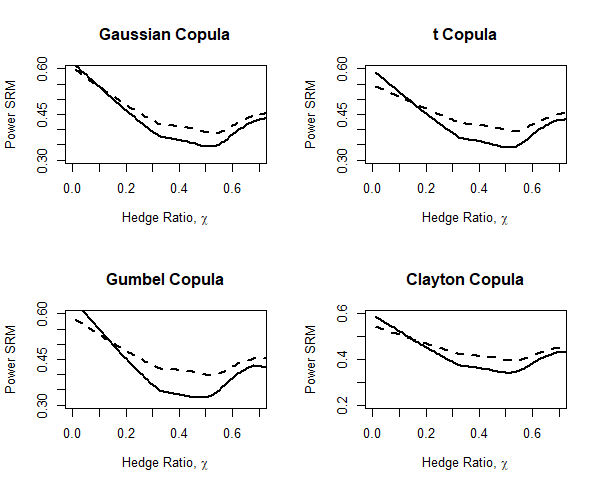 Gaussian Copula
Power SRM
0.30 0.45 0.60
0.0 0.2 0.4 0.6
Hedge Ratio, χ
t Copula
Power SRM
0.30 0.45 0.60
0.0 0.2 0.4 0.6
Hedge Ratio, χ
Gumbel Copula
Power SRM
0.30 0.45 0.60
0.0 0.2 0.4 0.6
Hedge Ratio, χ
Clayton Copula
Power SRM
0.2 0.4 0.6
0.0 0.2 0.4 0.6
Hedge Ratio, χ